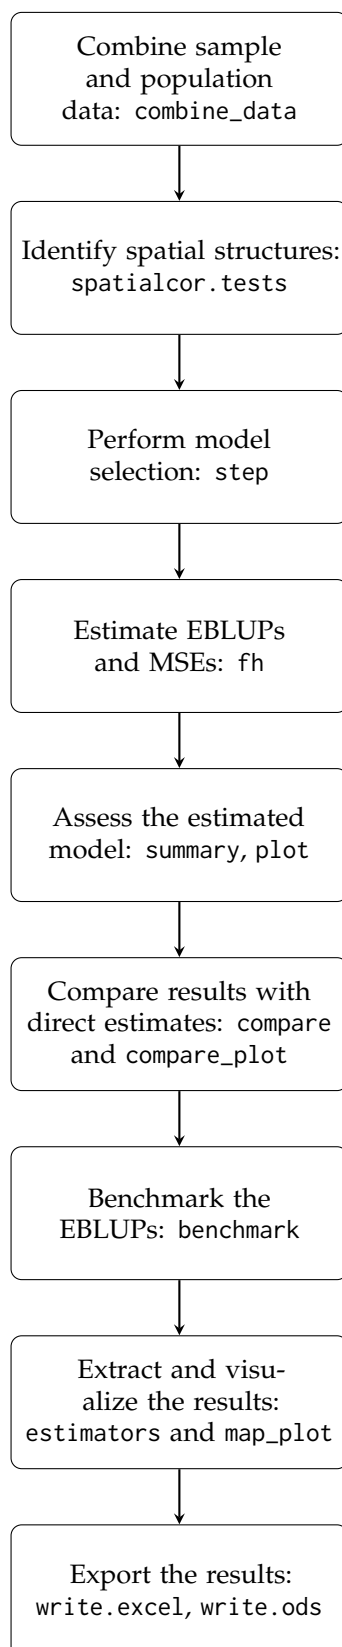 Combine sample
and population
data: combine_data
Identify spatial structures:
spatialcor.tests
Perform model
selection: step
Estimate EBLUPs
and MSEs: fh
Assess the estimated
model: summary, plot
Compare results with
direct estimates: compare
and compare_plot
Benchmark the
EBLUPs: benchmark
Extract and visu-
alize the results:
estimators and map_plot
Export the results:
write.excel, write.ods